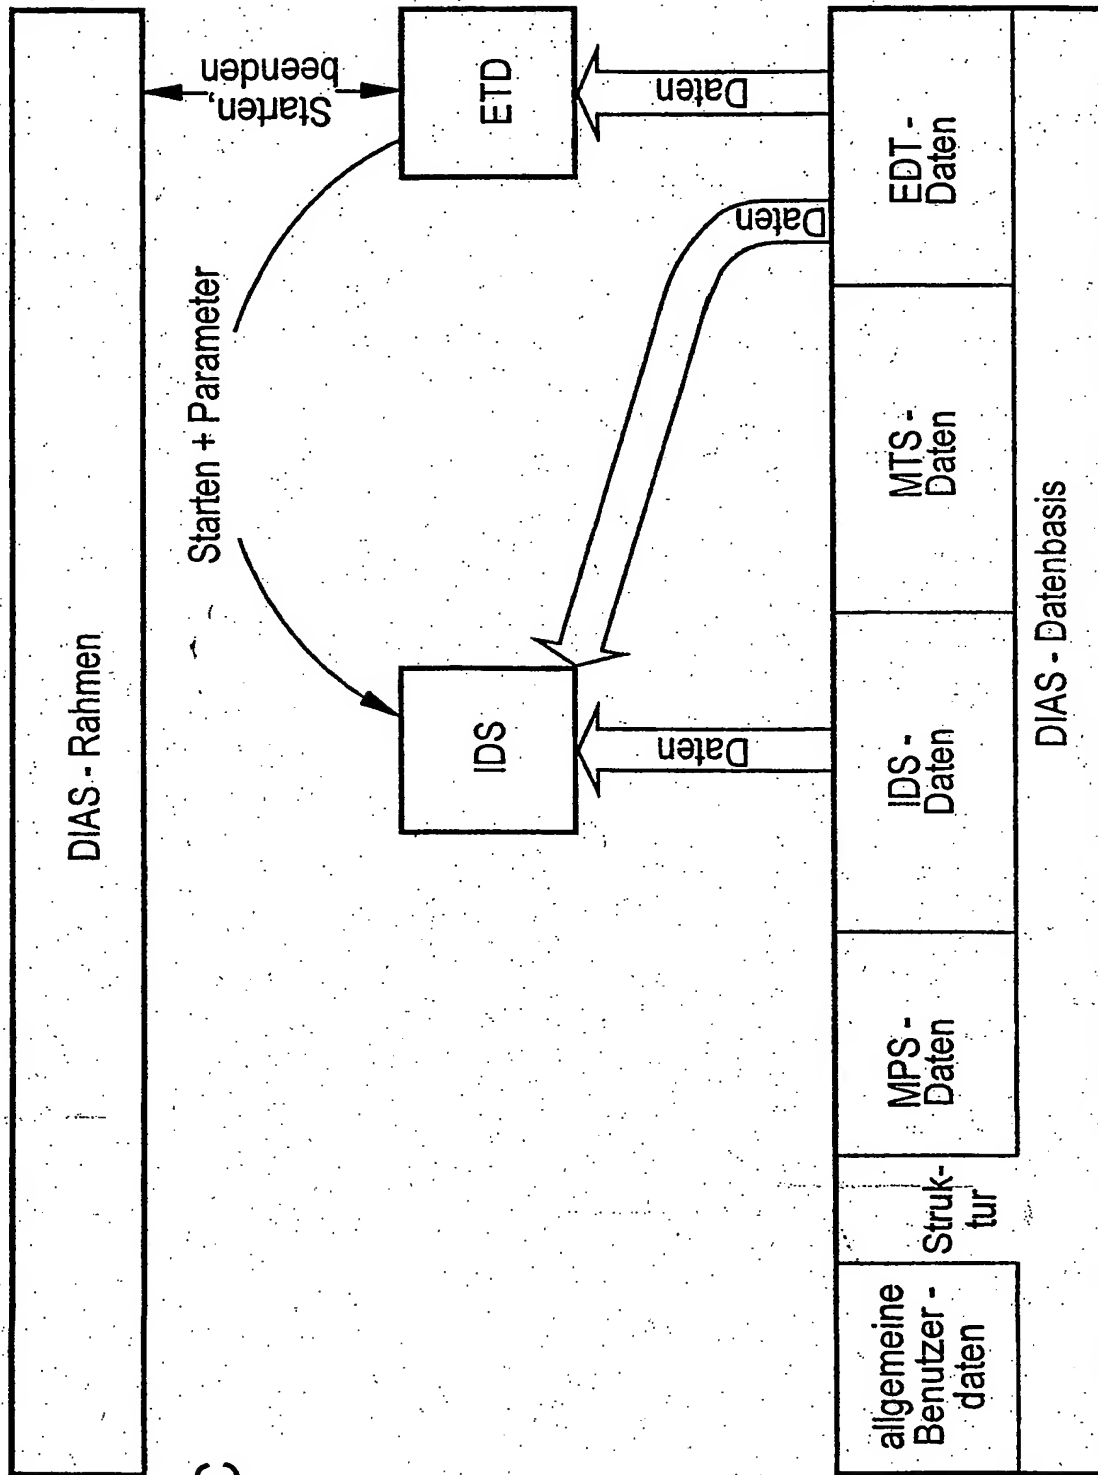 DIAS - Rahmen
Starten,
beenden
Starten + Parameter
IDS
ETD
Daten
Daten
Daten
allgemeine
Benutzer -
daten
Struk-
tur
MPS -
Daten
IDS -
Daten
MTS -
Daten
EDT -
Daten
DIAS - Datenbasis